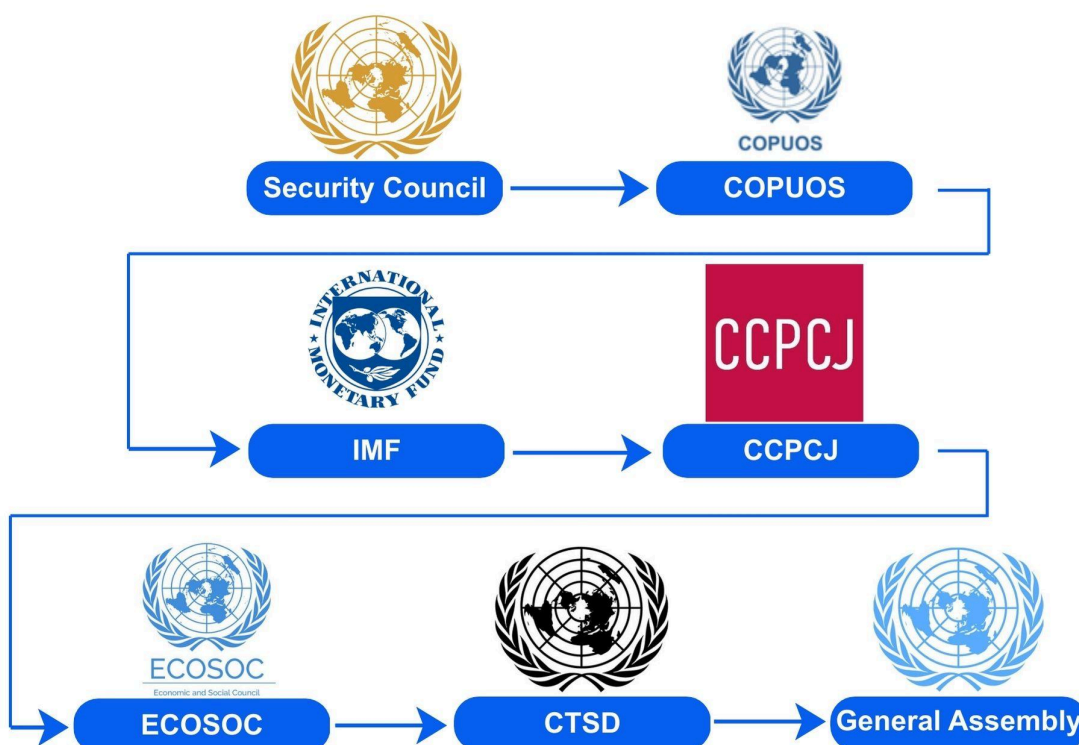 COPUOS
Security Council
COPUOS
INTERNATIONAL
MONETARY FUND
CCPCJ
IMF
CCPCJ
ECOSOC
Economic and Social Council
ECOSOC
CTSD
General Assembly